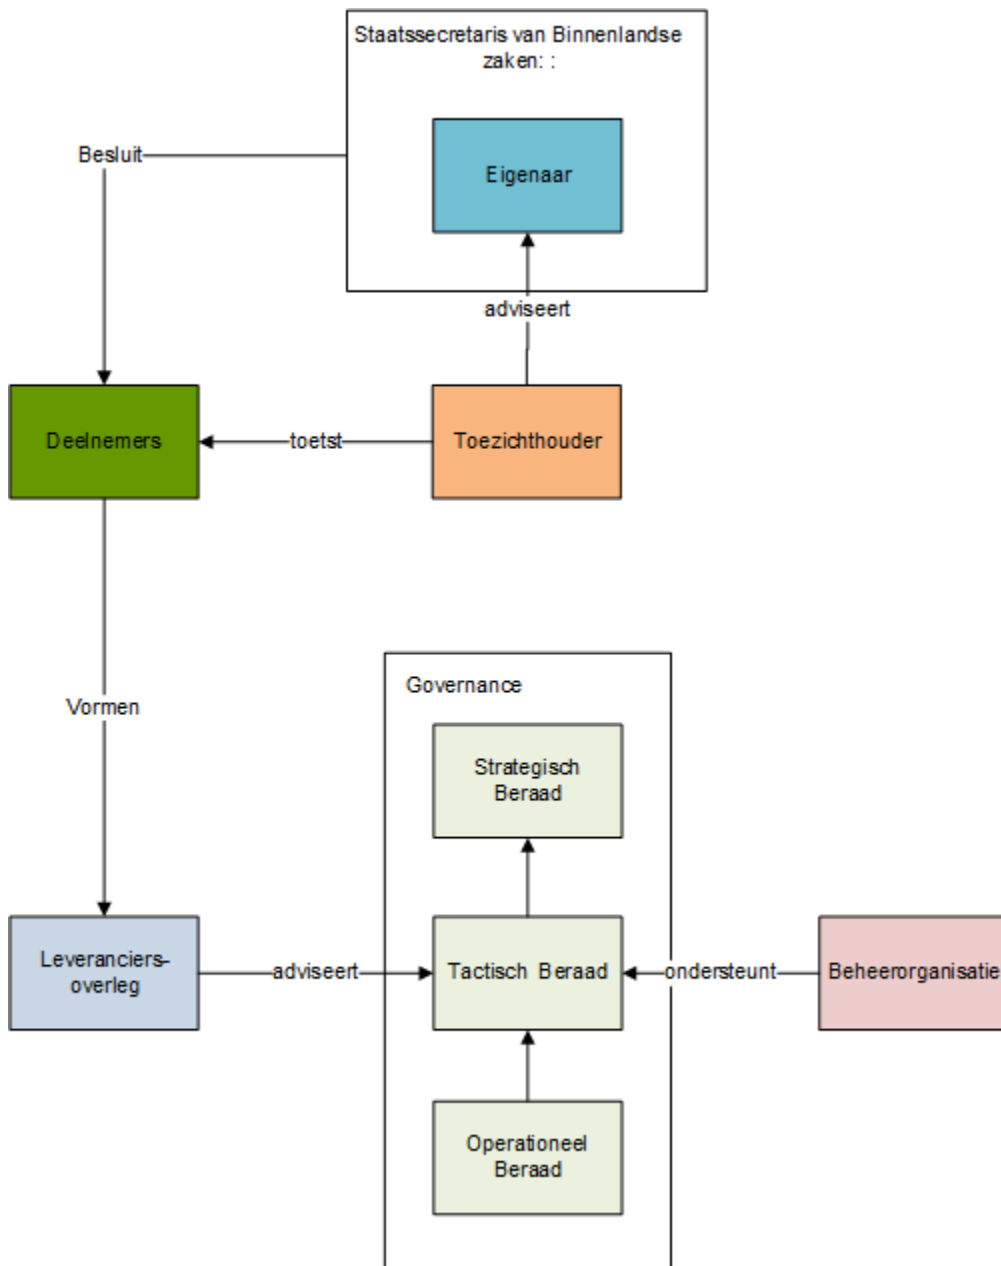 Staatssecretaris van Binnenlandse
zaken: :
Eigenaar
Besluit
adviseert
Deelnemers
toetst
Toezichthouder
Vormen
Governance
Strategisch
Beraad
Leveranciers-
overleg
adviseert
Tactisch Beraad
ondersteunt
Beheerorganisatie
Operationeel
Beraad